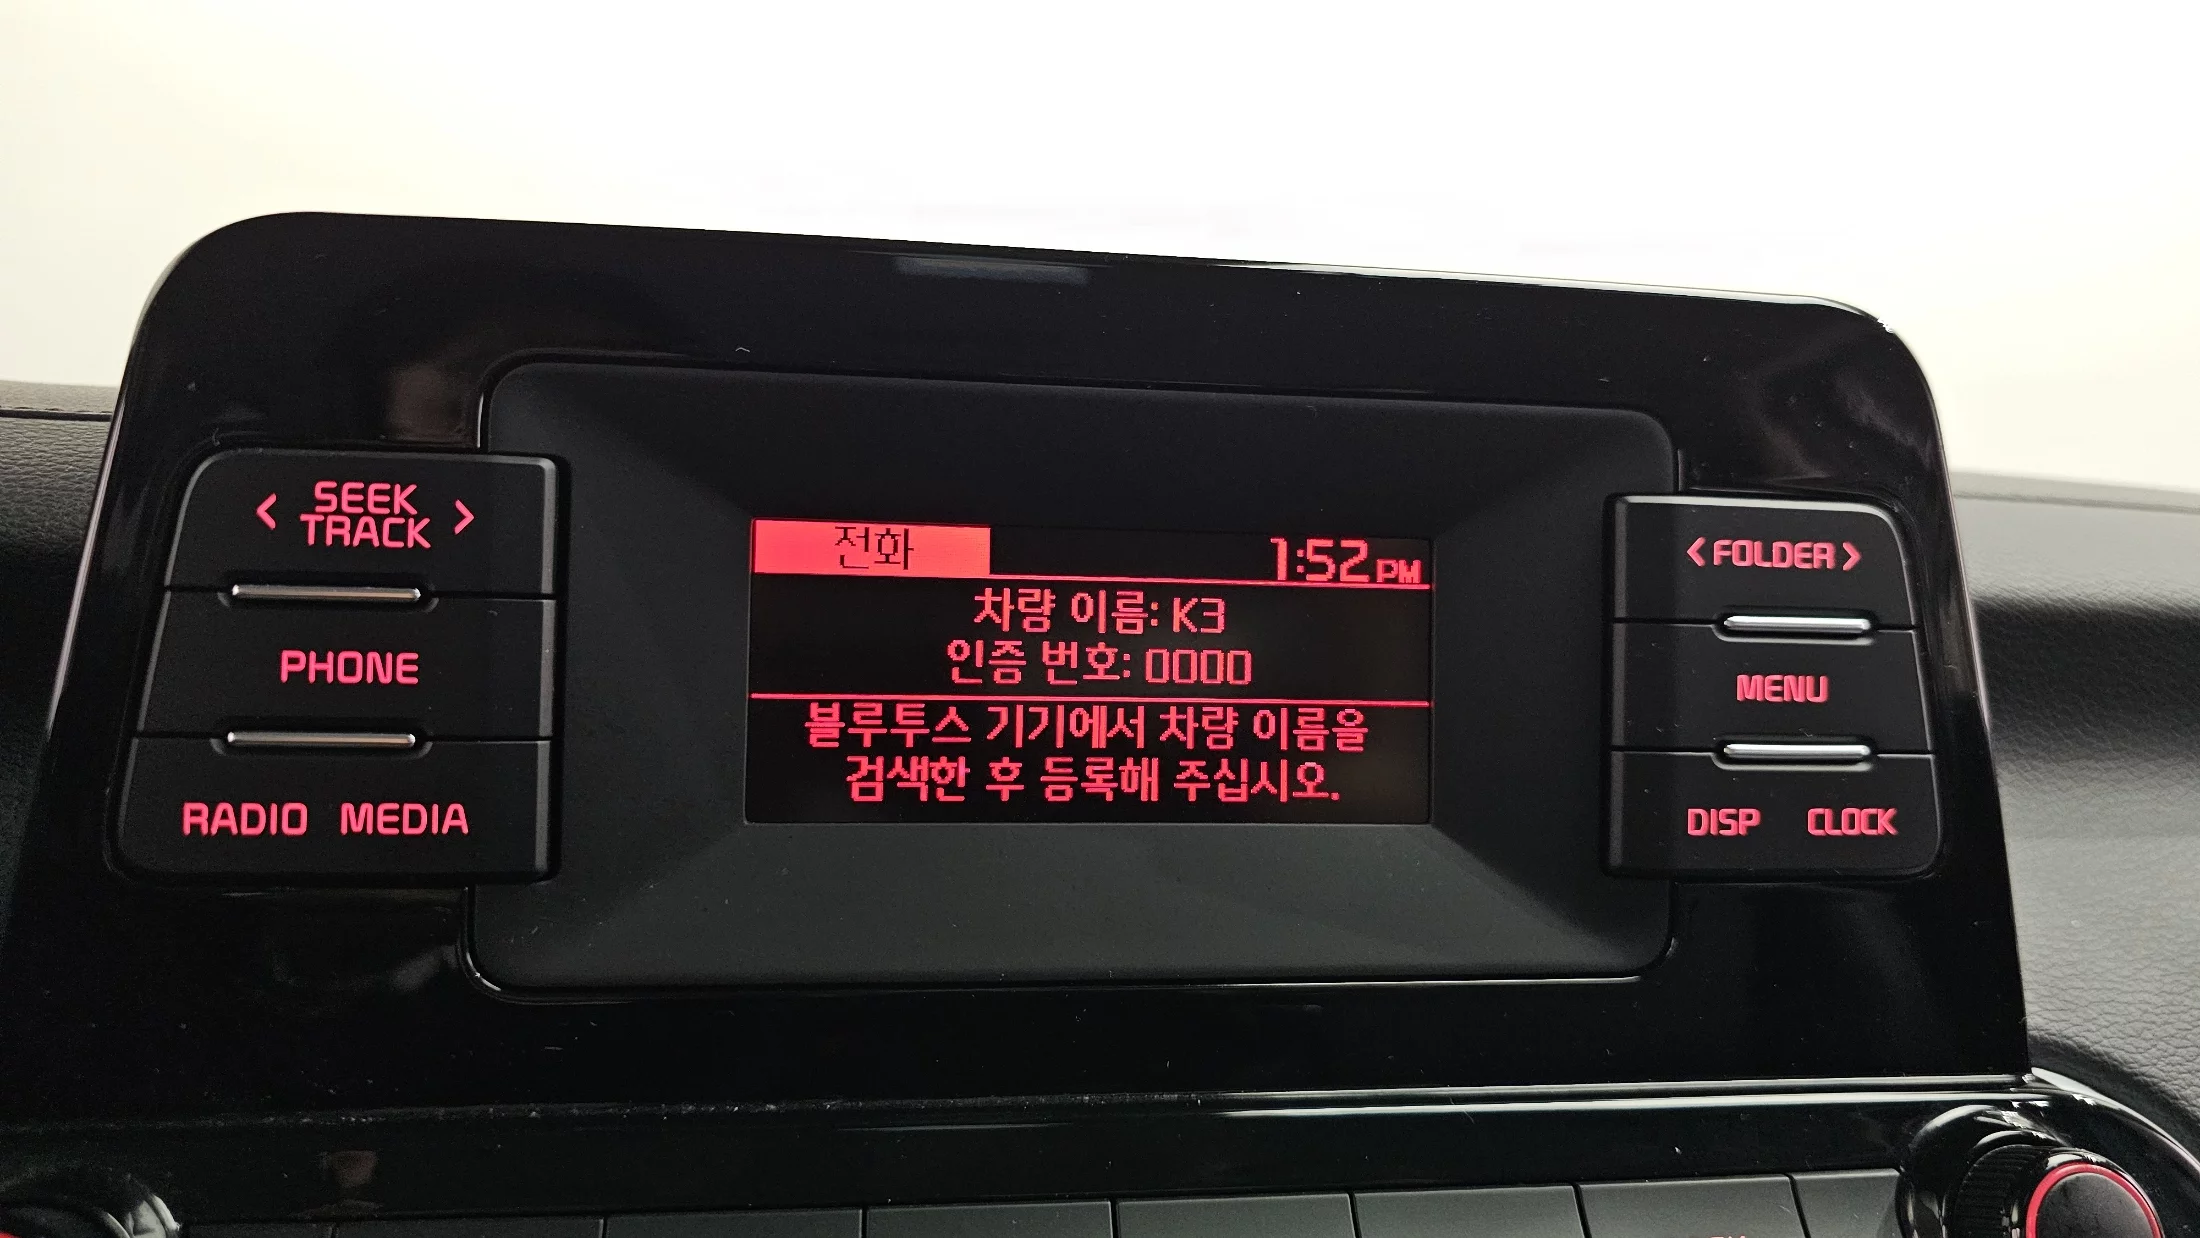 < SEEK TRACK >
PHONE
RADIO MEDIA
전화 1:52 PM
차량 이름: K3
인증 번호: 0000
블루투스 기기에서 차량 이름을
검색한 후 등록해 주십시오.
< FOLDER >
MENU
DISP CLOCK